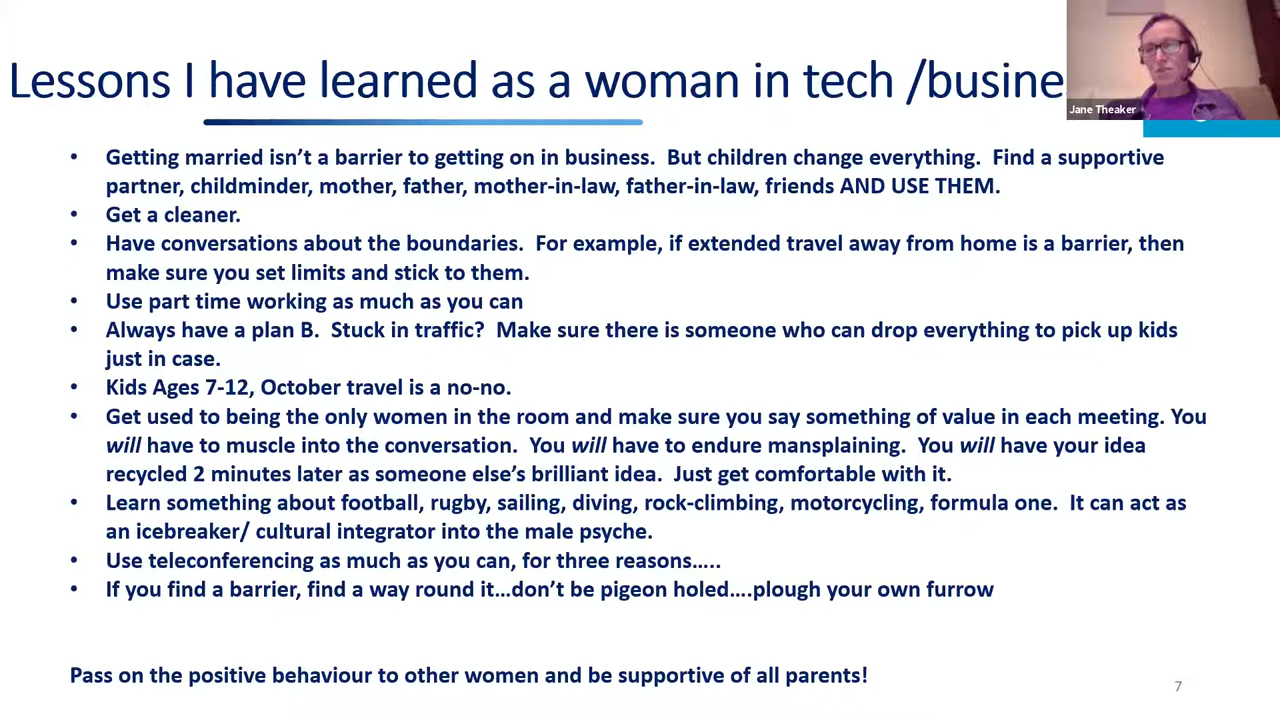 Lessons I have learned as a woman in tech /busine
Jane Theaker
• Getting married isn't a barrier to getting on in business.  But children change everything.  Find a supportive
partner, childminder, mother, father, mother-in-law, father-in-law, friends AND USE THEM.
• Get a cleaner.
• Have conversations about the boundaries.  For example, if extended travel away from home is a barrier, then
make sure you set limits and stick to them.
• Use part time working as much as you can
• Always have a plan B.  Stuck in traffic?  Make sure there is someone who can drop everything to pick up kids
just in case.
• Kids Ages 7-12, October travel is a no-no.
• Get used to being the only women in the room and make sure you say something of value in each meeting. You
will have to muscle into the conversation.  You will have to endure mansplaining.  You will have your idea
recycled 2 minutes later as someone else's brilliant idea.  Just get comfortable with it.
• Learn something about football, rugby, sailing, diving, rock-climbing, motorcycling, formula one.  It can act as
an icebreaker/ cultural integrator into the male psyche.
• Use teleconferencing as much as you can, for three reasons…..
• If you find a barrier, find a way round it…don't be pigeon holed….plough your own furrow
Pass on the positive behaviour to other women and be supportive of all parents!
7